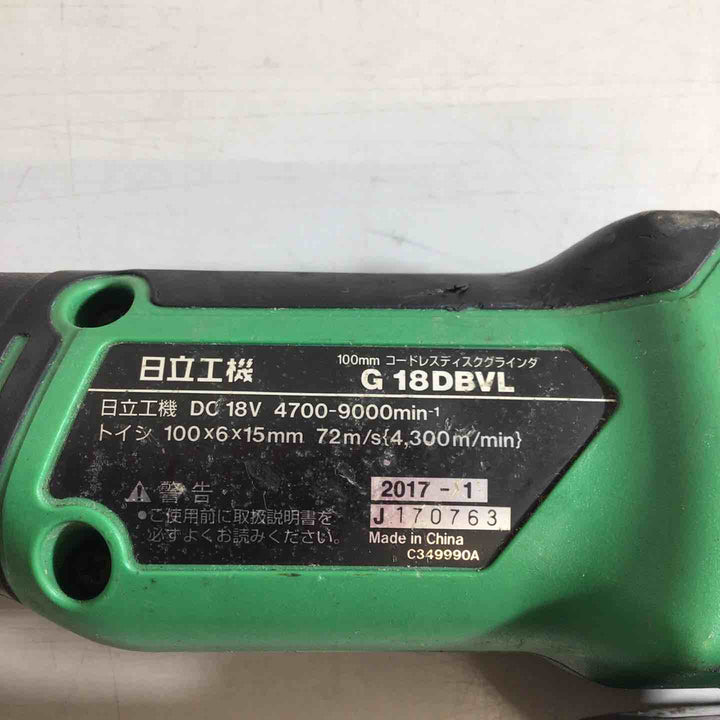 日立工機
100mm コードレスディスクグラインダ
G 18DBVL
日立工機 DC 18V 4700-9000min-1
トイシ 100×6×15mm 72m/s{4,300m/min}
警告
●ご使用前に取扱説明書を
必ずよくお読みください。
2017 - 1
J170763
Made in China
C349990A